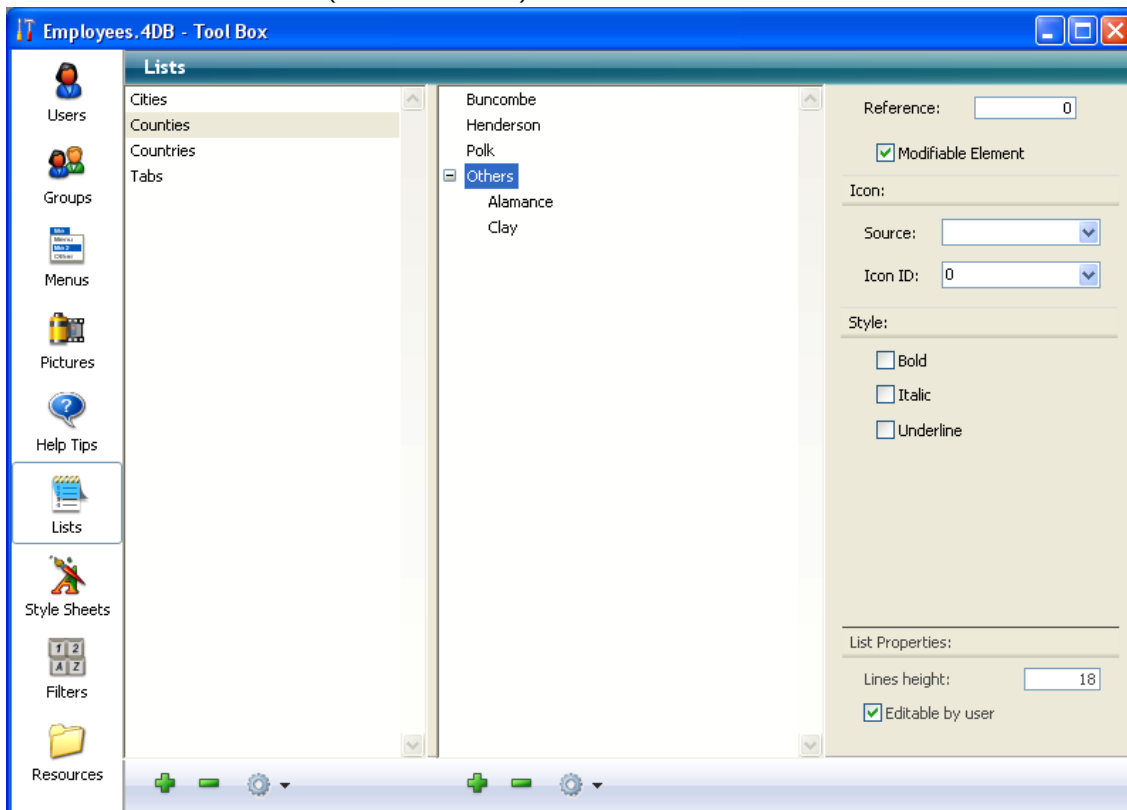 Employees.4DB - Tool Box
Lists
Users
Groups
Menus
Pictures
Help Tips
Lists
Style Sheets
Filters
Resources
Cities
Counties
Countries
Tabs
Buncombe
Henderson
Polk
Others
Alamance
Clay
Reference: 0
Modifiable Element
Icon:
Source:
Icon ID: 0
Style:
Bold
Italic
Underline
List Properties:
Lines height: 18
Editable by user